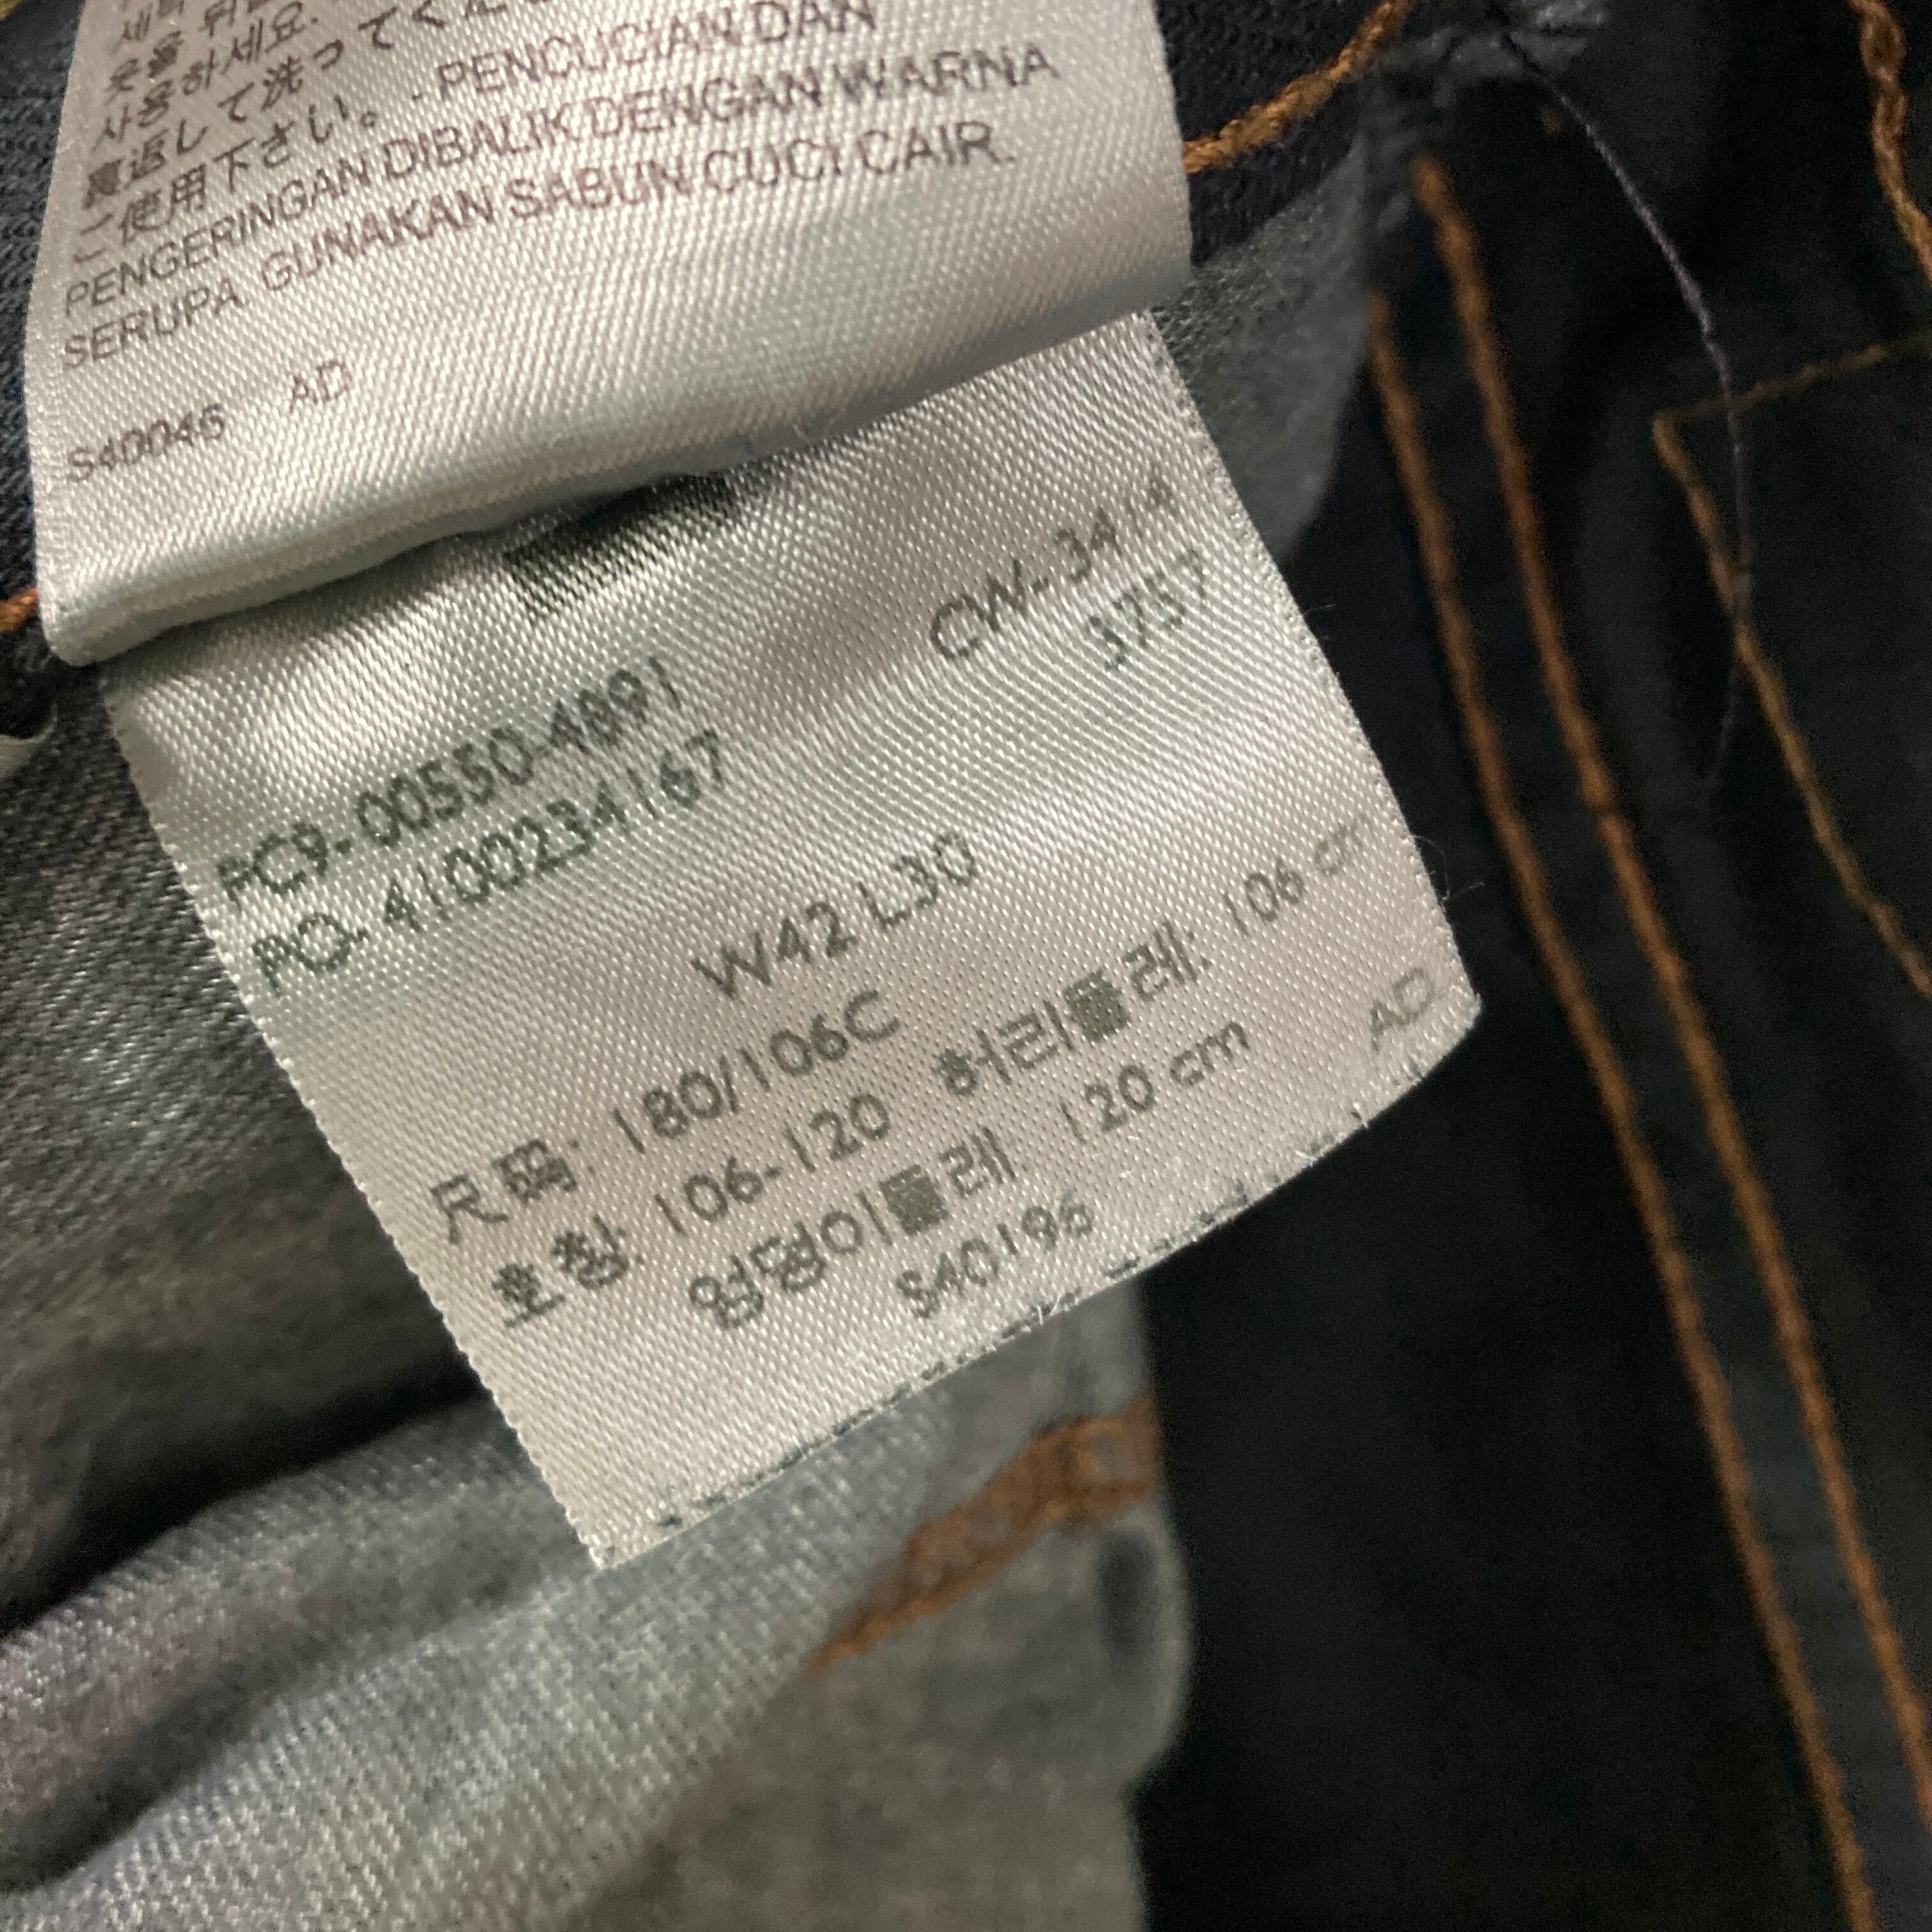 옷을 뒤
사용하세요.
裏返して洗ってくだ
ご使用下さい。 - PENCUCIAN DAN
PENGERINGAN DIBALIK DENGAN WARNA
SERUPA. GUNAKAN SABUN CUCI CAIR.
S40046 AD
CW- 34
3757
PC9- 00550-4891
PO- 4100234167
W42 L30
尺码: 180/106C
호칭: 106-120 허리둘레: 106 cm
엉덩이둘레 120 cm
S40196 AD